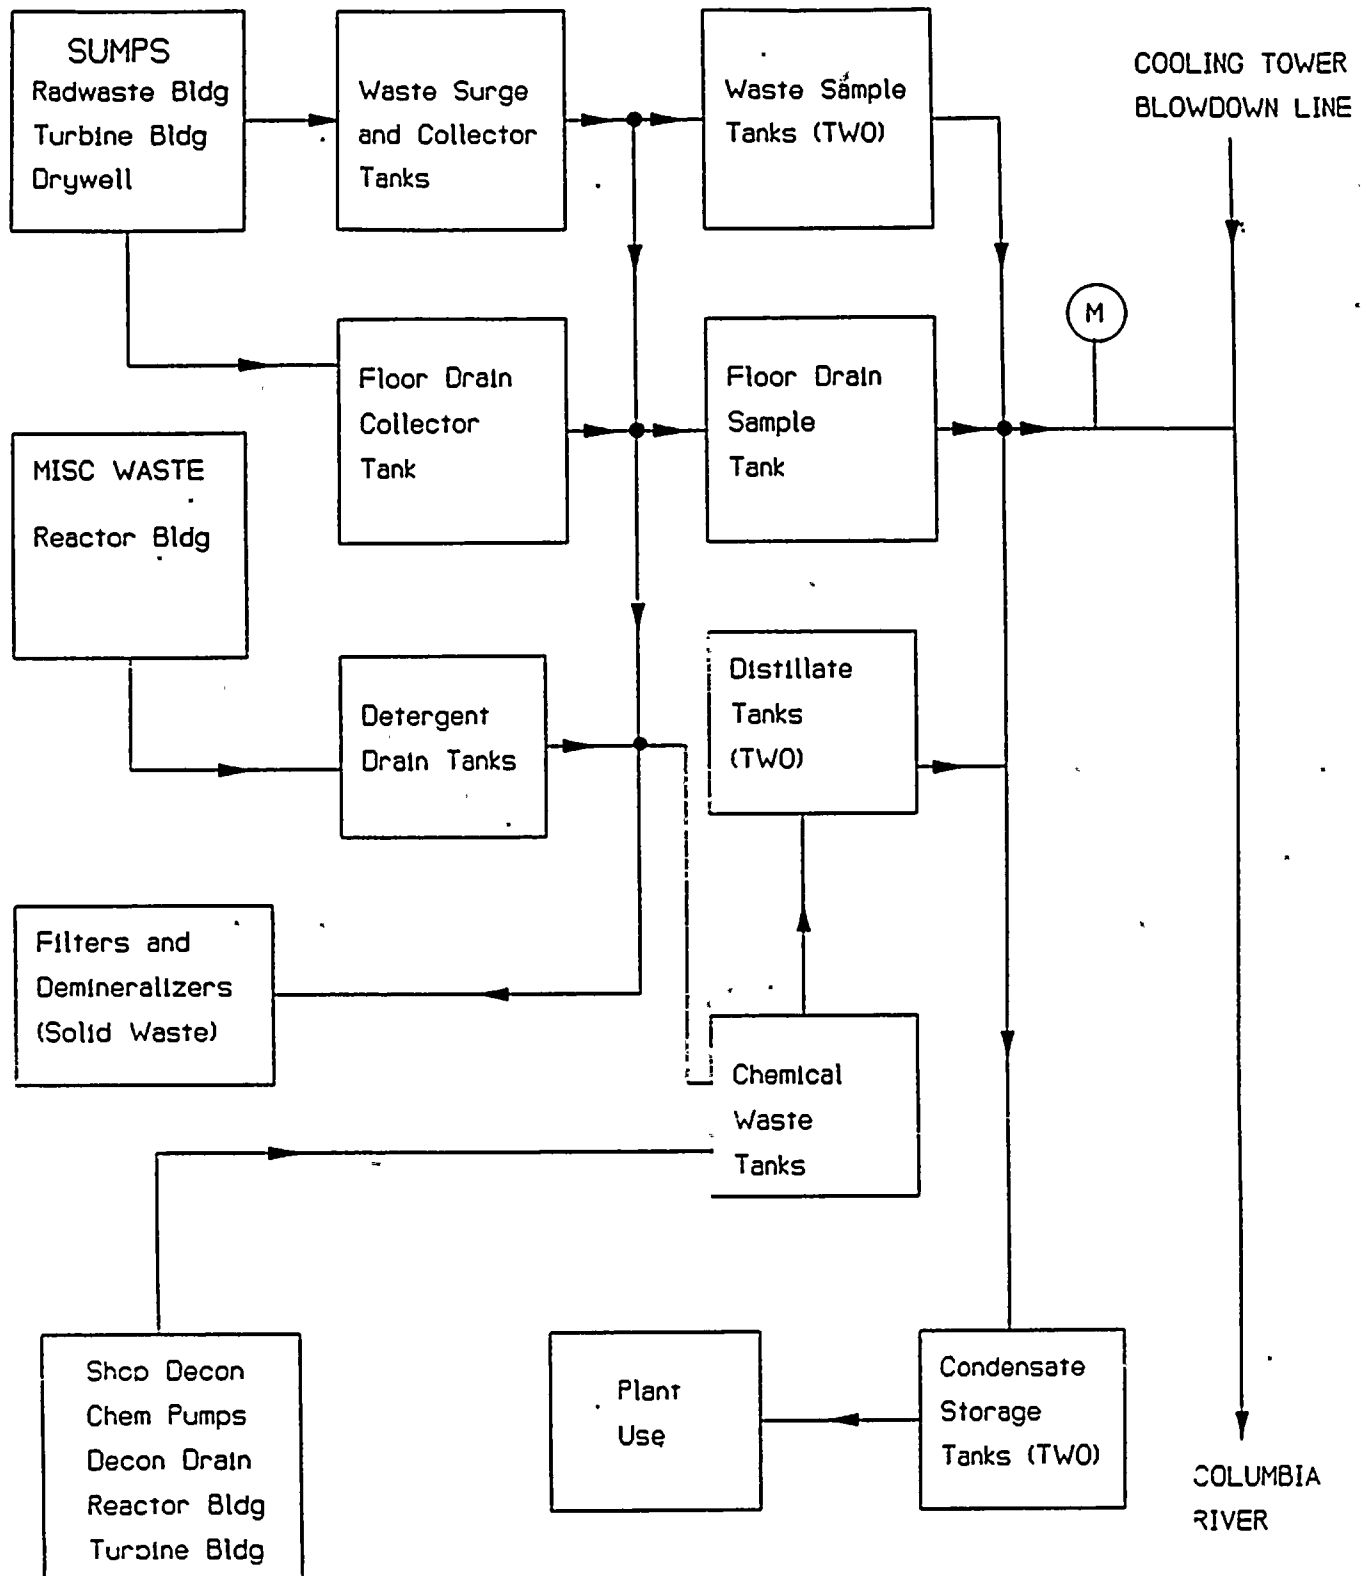 SUMPS
Radwaste Bldg
Turbine Bldg
Drywell
Waste Surge
and Collector
Tanks
Waste Sample
Tanks (TWO)
COOLING TOWER
BLOWDOWN LINE
M
Floor Drain
Collector
Tank
Floor Drain
Sample
Tank
MISC WASTE
Reactor Bldg
Detergent
Drain Tanks
Distillate
Tanks
(TWO)
Filters and
Demineralizers
(Solid Waste)
Chemical
Waste
Tanks
Shop Decon
Chem Pumps
Decon Drain
Reactor Bldg
Turbine Bldg
Plant
Use
Condensate
Storage
Tanks (TWO)
COLUMBIA
RIVER